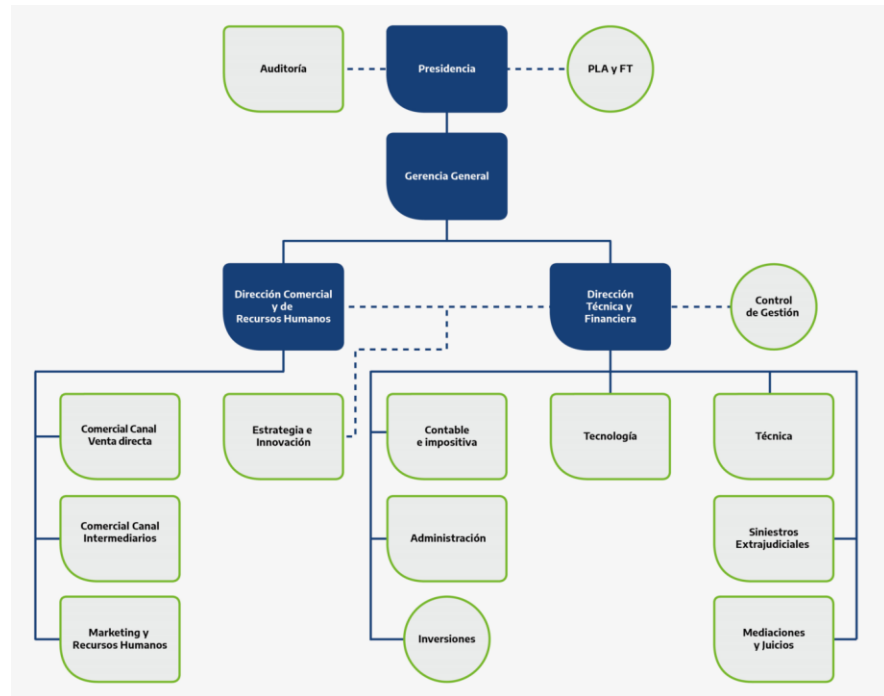 Auditoría
Presidencia
PLA y FT
Gerencia General
Dirección Comercial
y de
Recursos Humanos
Dirección
Técnica y
Financiera
Control
de Gestión
Comercial Canal
Venta directa
Estrategia e
Innovación
Contable
e impositiva
Tecnología
Técnica
Comercial Canal
Intermediarios
Administración
Siniestros
Extrajudiciales
Marketing y
Recursos Humanos
Inversiones
Mediaciones
y Juicios